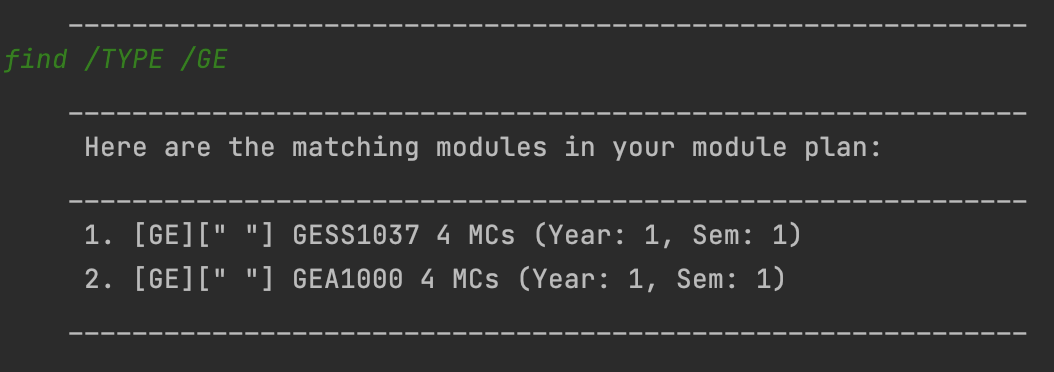 ____________________________________________________________
find /TYPE /GE
____________________________________________________________
Here are the matching modules in your module plan:
____________________________________________________________
1. [GE][" "] GESS1037 4 MCs (Year: 1, Sem: 1)
2. [GE][" "] GEA1000 4 MCs (Year: 1, Sem: 1)
____________________________________________________________